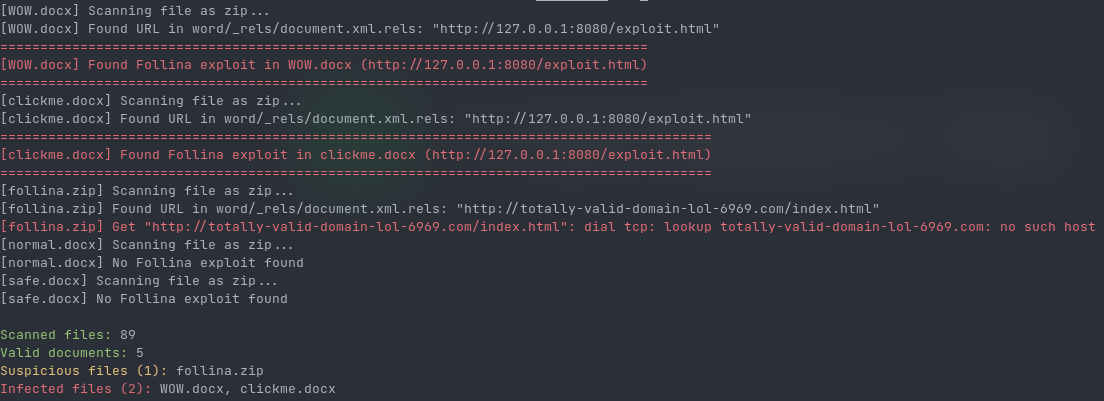 [WOW.docx] Scanning file as zip...
[WOW.docx] Found URL in word/_rels/document.xml.rels: "http://127.0.0.1:8080/exploit.html"
=================================================================================
[WOW.docx] Found Follina exploit in WOW.docx (http://127.0.0.1:8080/exploit.html)
=================================================================================
[clickme.docx] Scanning file as zip...
[clickme.docx] Found URL in word/_rels/document.xml.rels: "http://127.0.0.1:8080/exploit.html"
=========================================================================================
[clickme.docx] Found Follina exploit in clickme.docx (http://127.0.0.1:8080/exploit.html)
=========================================================================================
[follina.zip] Scanning file as zip...
[follina.zip] Found URL in word/_rels/document.xml.rels: "http://totally-valid-domain-lol-6969.com/index.html"
[follina.zip] Get "http://totally-valid-domain-lol-6969.com/index.html": dial tcp: lookup totally-valid-domain-lol-6969.com: no such host
[normal.docx] Scanning file as zip...
[normal.docx] No Follina exploit found
[safe.docx] Scanning file as zip...
[safe.docx] No Follina exploit found
Scanned files: 89
Valid documents: 5
Suspicious files (1): follina.zip
Infected files (2): WOW.docx, clickme.docx